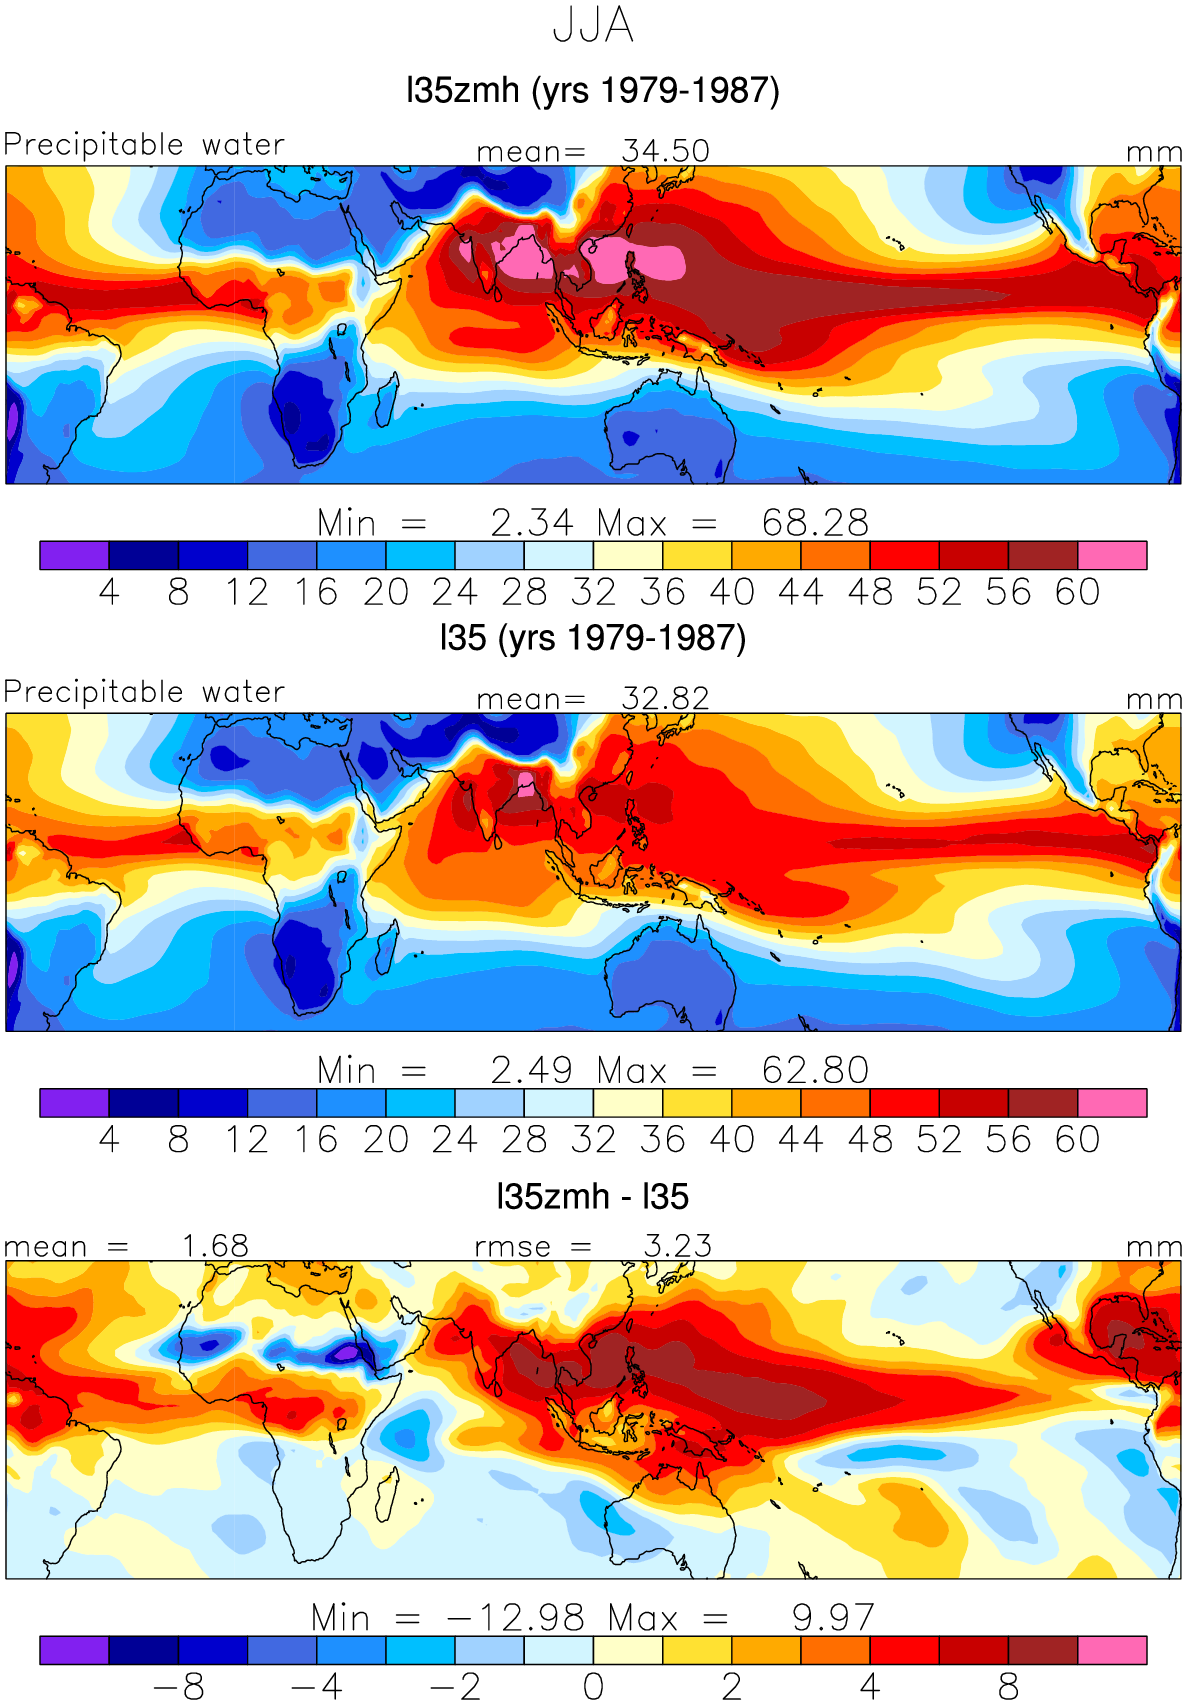 JJA
l35zmh (yrs 1979-1987)
Precipitable water mean= 34.50 mm
Min = 2.34 Max = 68.28
4 8 12 16 20 24 28 32 36 40 44 48 52 56 60
l35 (yrs 1979-1987)
Precipitable water mean= 32.82 mm
Min = 2.49 Max = 62.80
4 8 12 16 20 24 28 32 36 40 44 48 52 56 60
l35zmh - l35
mean = 1.68 rmse = 3.23 mm
Min = −12.98 Max = 9.97
−8 −4 −2 0 2 4 8